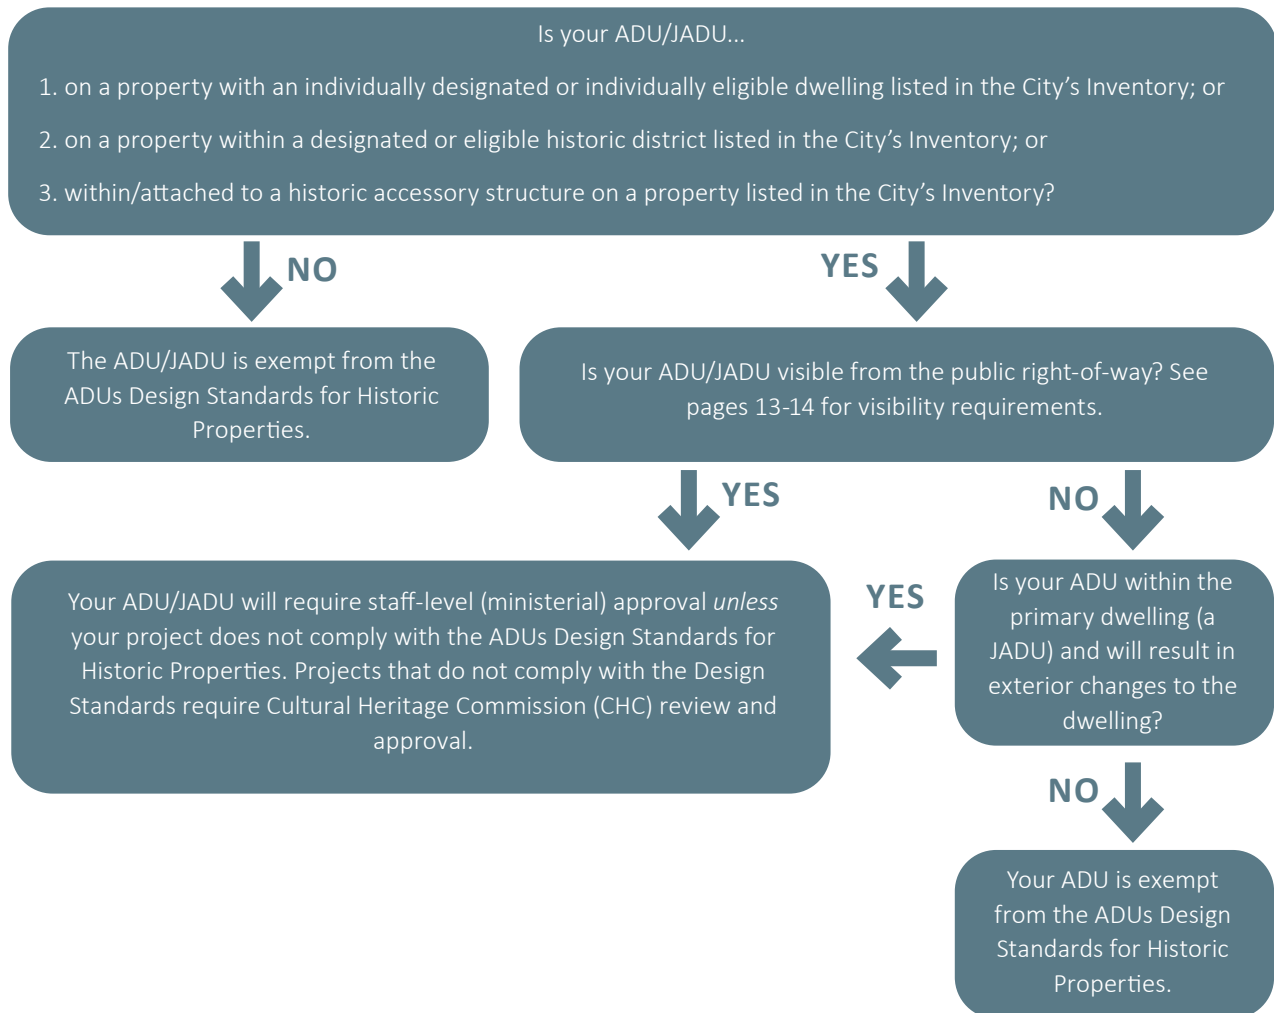 Is your ADU/JADU...
1. on a property with an individually designated or individually eligible dwelling listed in the City’s Inventory; or
2. on a property within a designated or eligible historic district listed in the City’s Inventory; or
3. within/attached to a historic accessory structure on a property listed in the City’s Inventory?
NO
YES
The ADU/JADU is exempt from the
ADUs Design Standards for Historic
Properties.
Is your ADU/JADU visible from the public right-of-way? See
pages 13-14 for visibility requirements.
YES
NO
Your ADU/JADU will require staff-level (ministerial) approval unless
your project does not comply with the ADUs Design Standards for
Historic Properties. Projects that do not comply with the Design
Standards require Cultural Heritage Commission (CHC) review and
approval.
YES
Is your ADU within the
primary dwelling (a
JADU) and will result in
exterior changes to the
dwelling?
NO
Your ADU is exempt
from the ADUs Design
Standards for Historic
Properties.